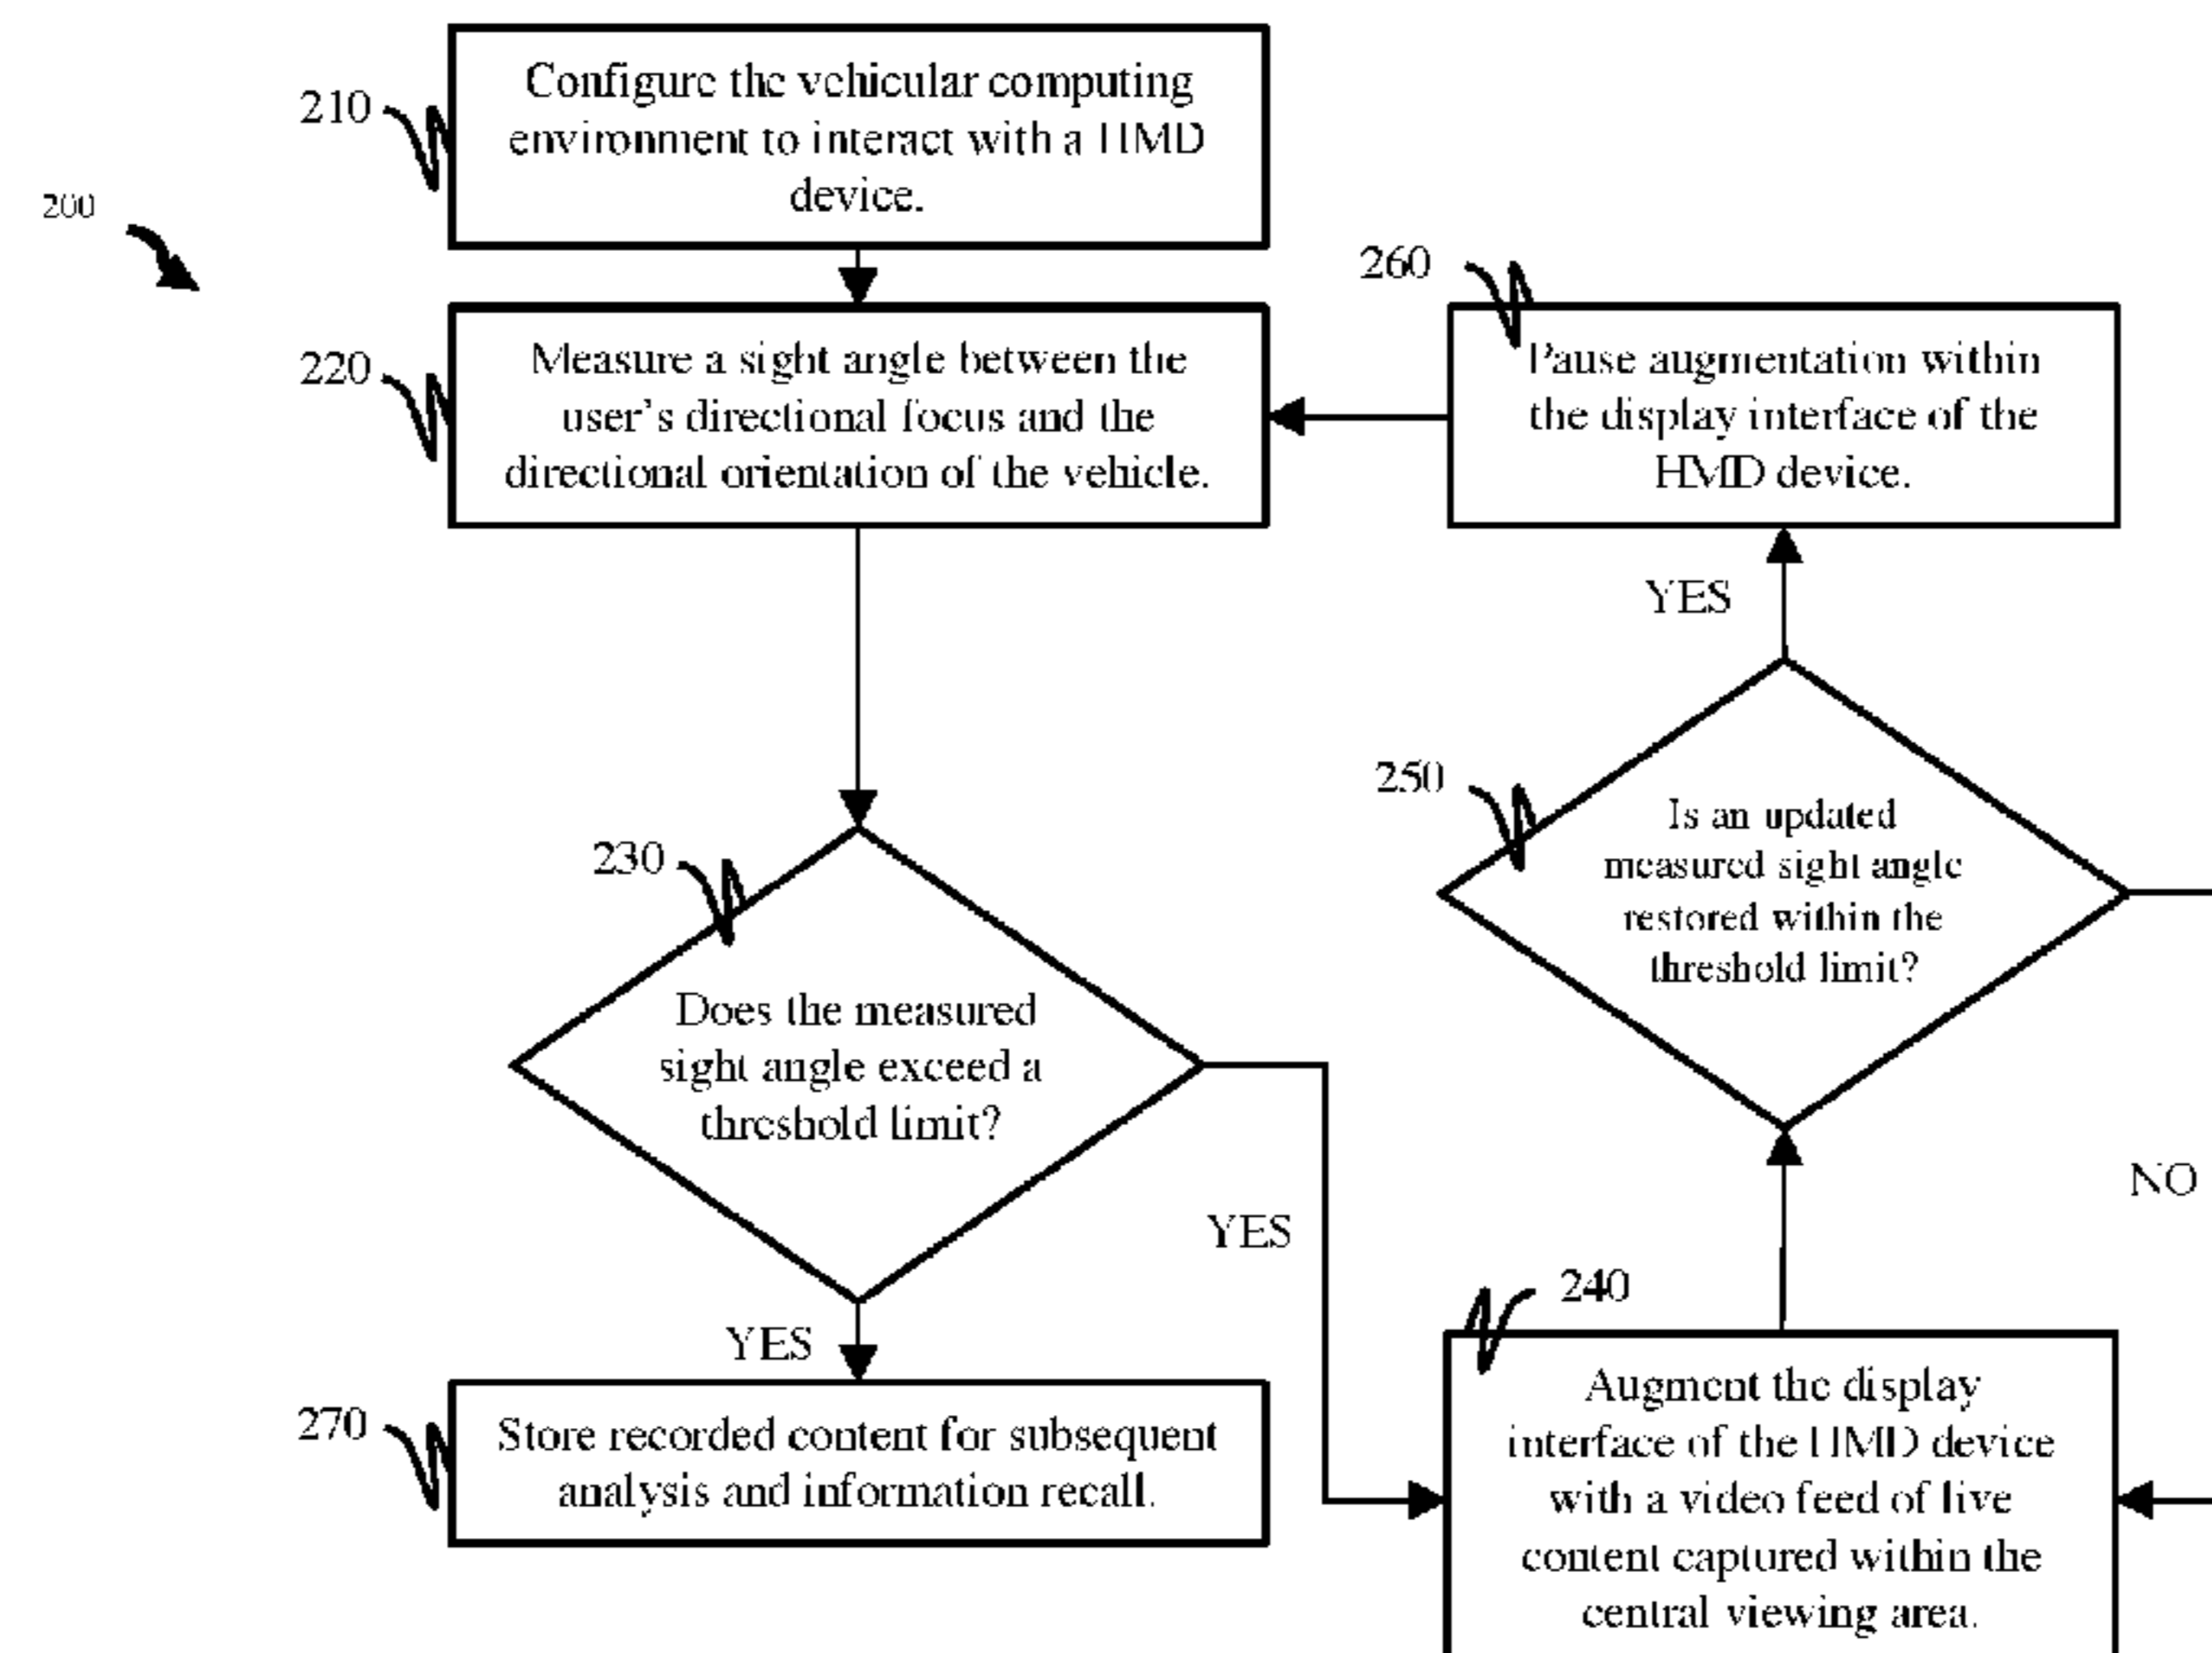 200
210
Configure the vehicular computing
environment to interact with a HMD
device.
220
Measure a sight angle between the
user's directional focus and the
directional orientation of the vehicle.
230
Does the measured
sight angle exceed a
threshold limit?
YES
YES
270
Store recorded content for subsequent
analysis and information recall.
260
Pause augmentation within
the display interface of the
HMD device.
YES
250
Is an updated
measured sight angle
restored within the
threshold limit?
NO
240
Augment the display
interface of the HMD device
with a video feed of live
content captured within the
central viewing area.